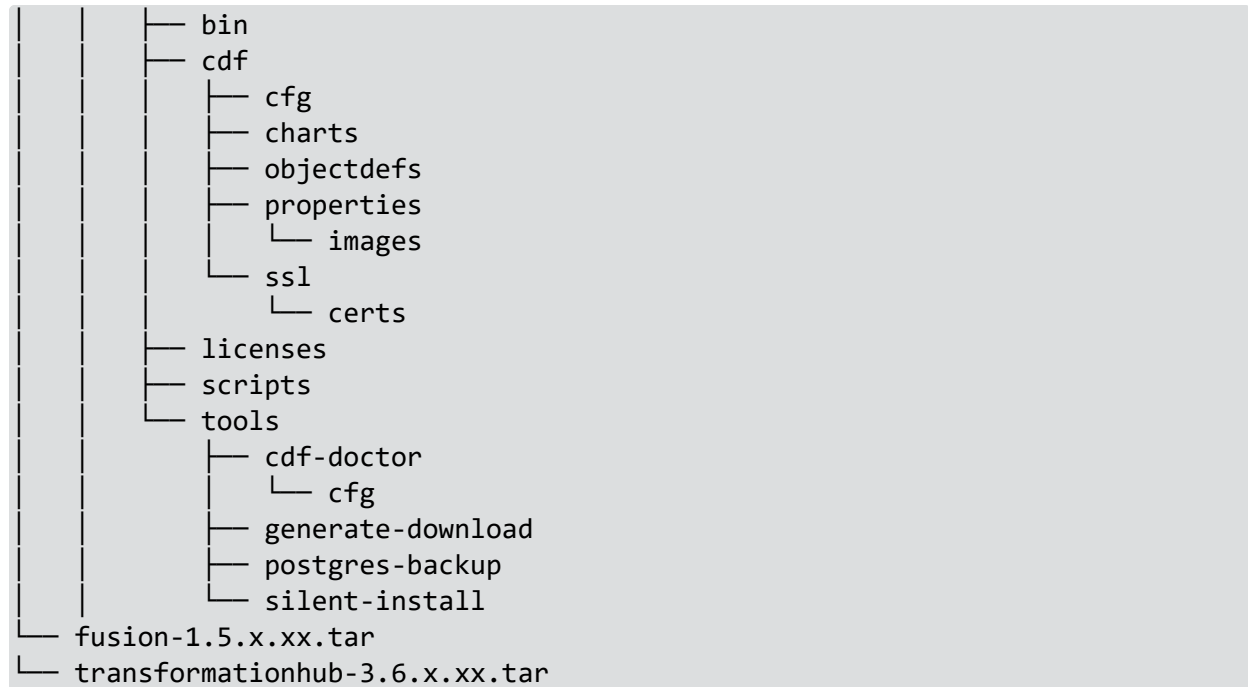 │   │   ├── bin
│   │   ├── cdf
│   │   │   ├── cfg
│   │   │   ├── charts
│   │   │   ├── objectdefs
│   │   │   ├── properties
│   │   │   │   └── images
│   │   │   └── ssl
│   │   │       └── certs
│   │   ├── licenses
│   │   ├── scripts
│   │   └── tools
│   │       ├── cdf-doctor
│   │       │   └── cfg
│   │       ├── generate-download
│   │       ├── postgres-backup
│   │       └── silent-install
└── fusion-1.5.x.xx.tar
└── transformationhub-3.6.x.xx.tar